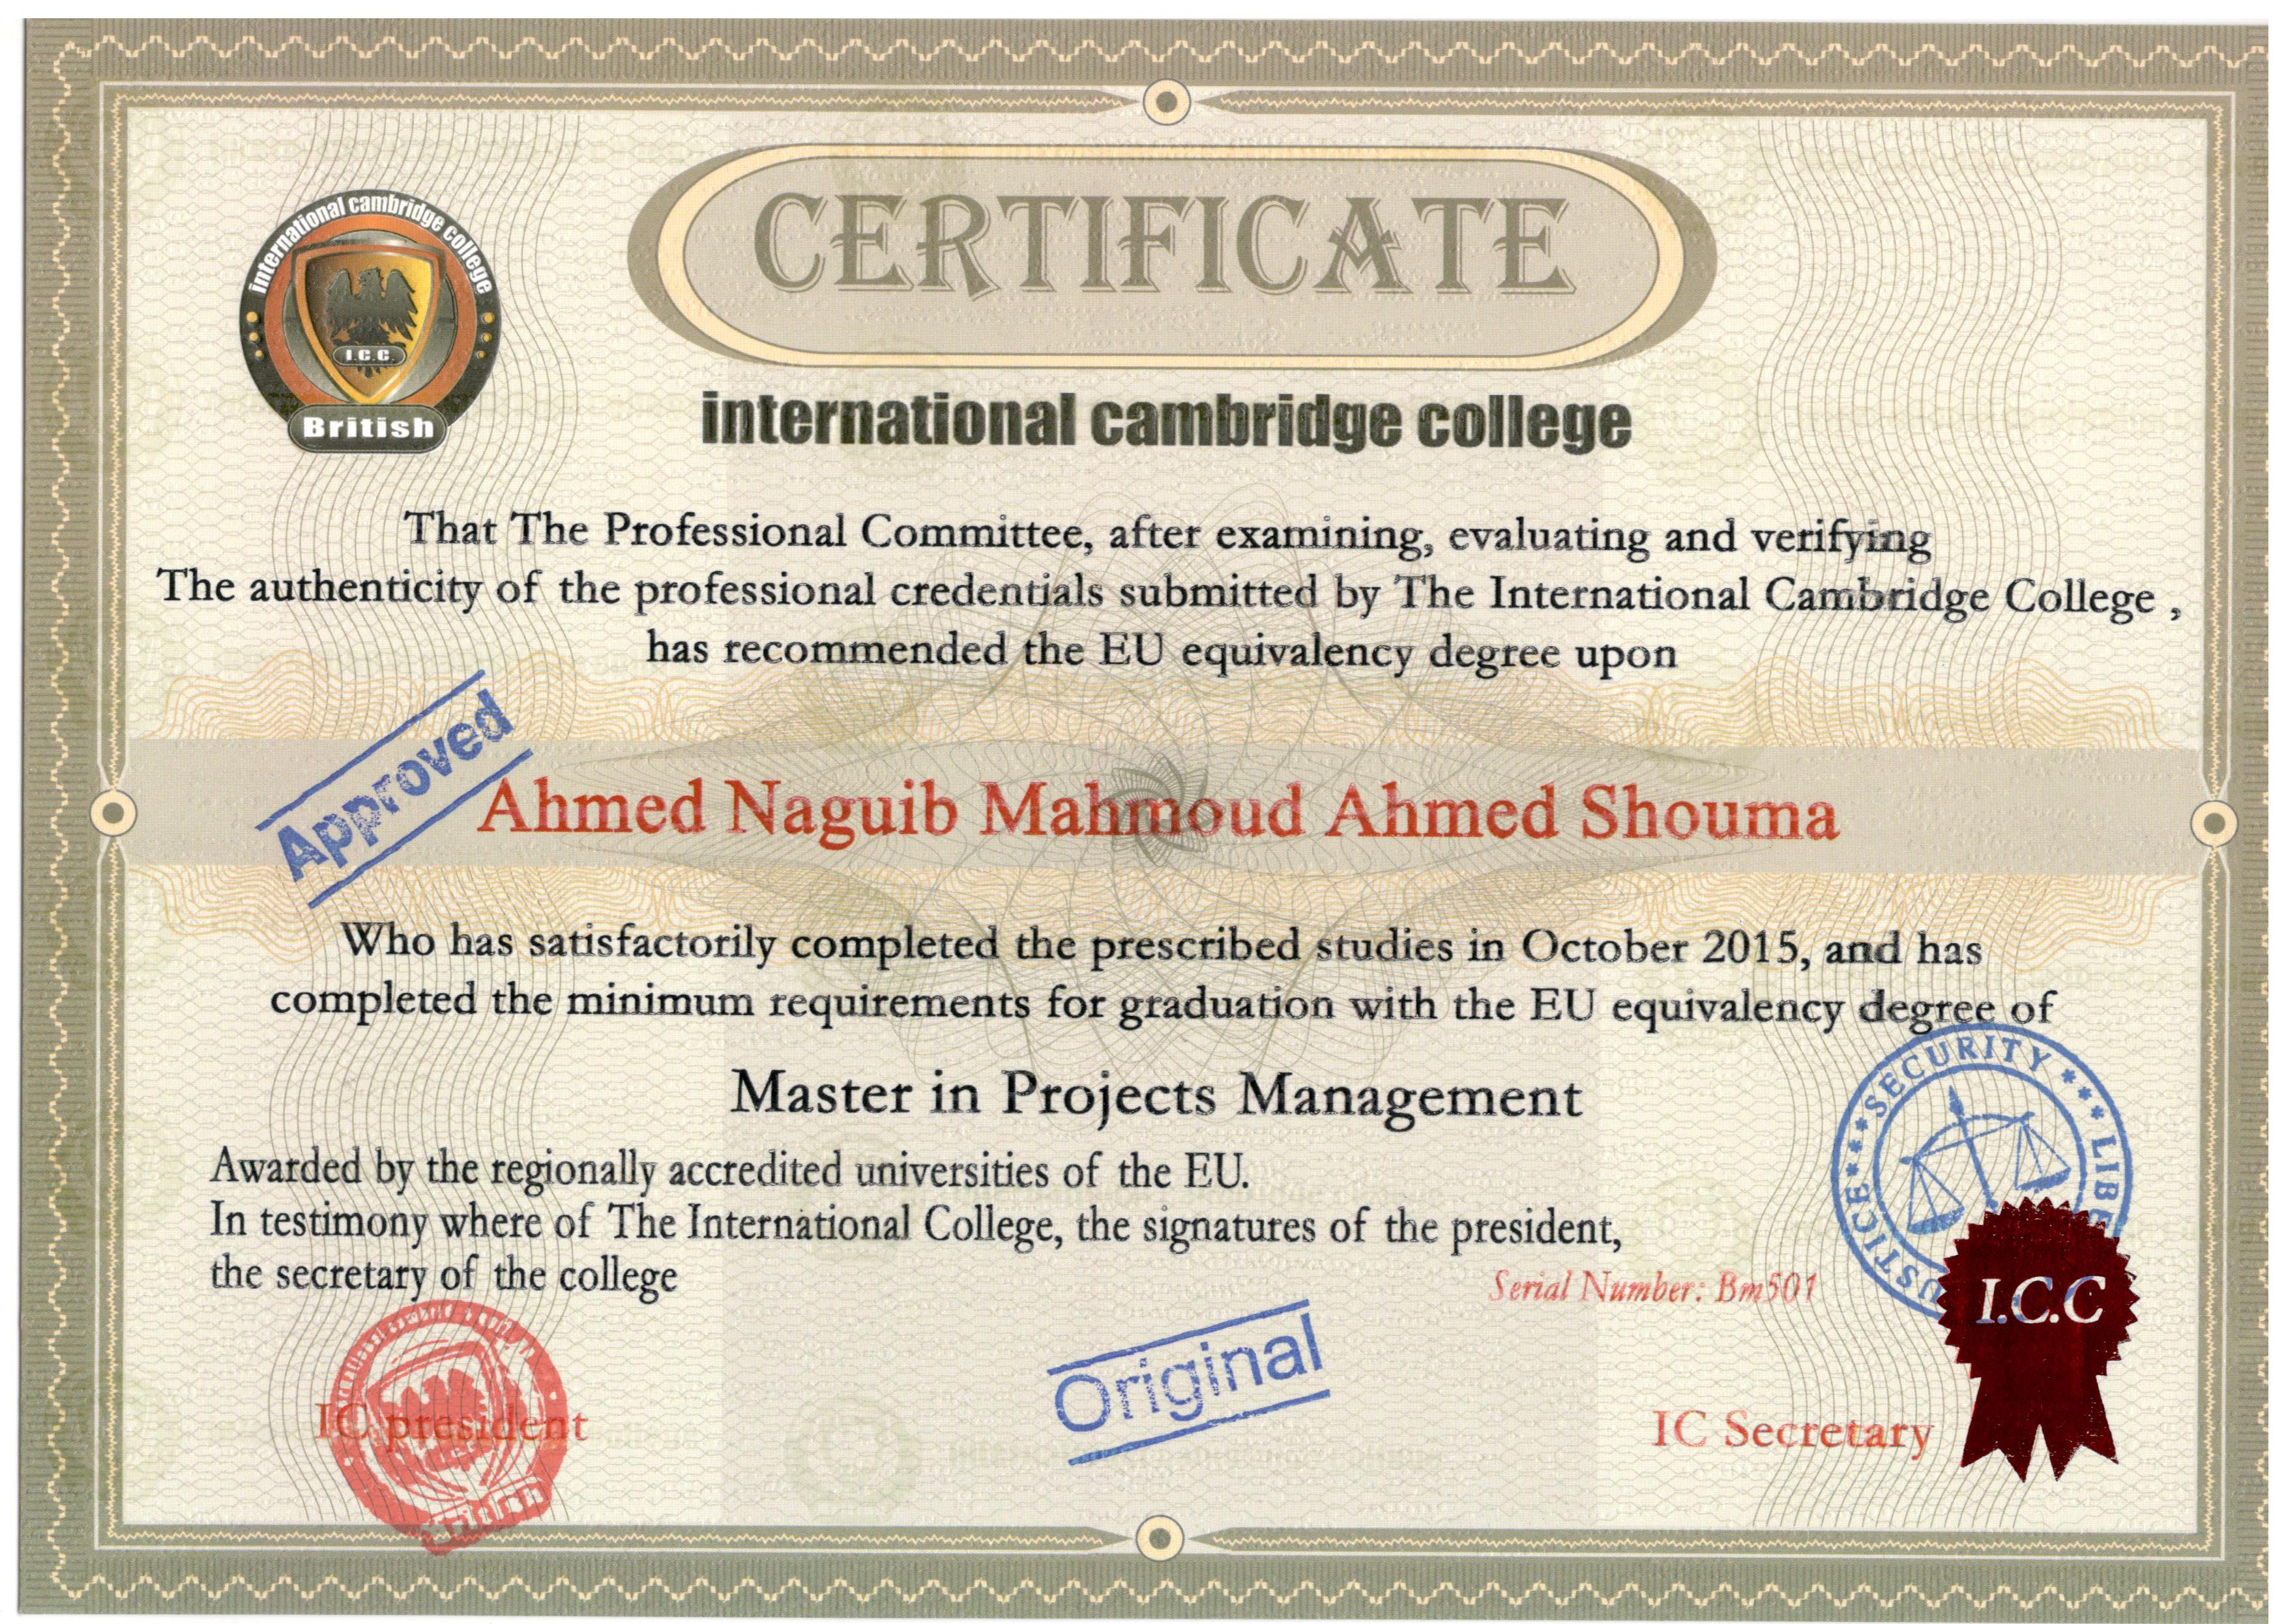 CERTIFICATE
international cambridge college
I.C.C.
British
international cambridge college
That The Professional Committee, after examining, evaluating and verifying
The authenticity of the professional credentials submitted by The International Cambridge College ,
has recommended the EU equivalency degree upon
Approved
Ahmed Naguib Mahmoud Ahmed Shouma
Who has satisfactorily completed the prescribed studies in October 2015, and has
completed the minimum requirements for graduation with the EU equivalency degree of
Master in Projects Management
SECURITY *** LIBE
USTICE***
Awarded by the regionally accredited universities of the EU.
In testimony where of The International College, the signatures of the president,
the secretary of the college
Serial Number: Bm501
I.C.C
Original
IC president
IC Secretary
British